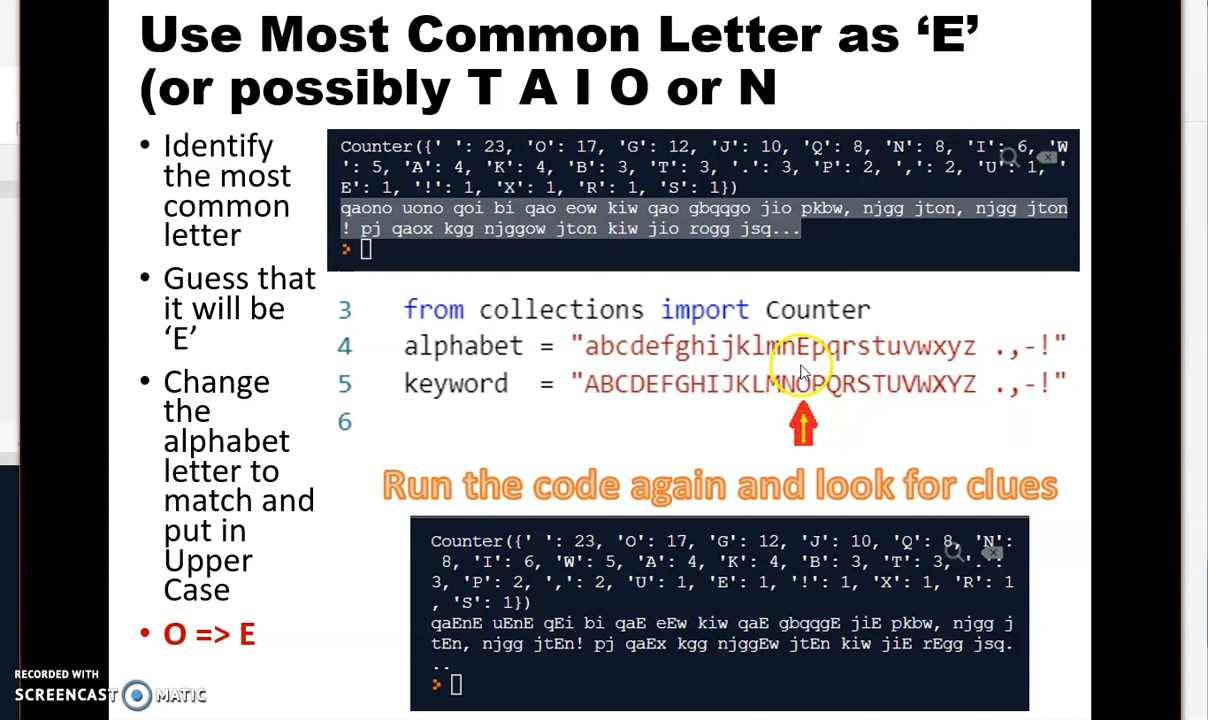 Use Most Common Letter as ‘E’
(or possibly T A I O or N
• Identify
the most
common
letter
• Guess that
it will be
‘E’
• Change
the
alphabet
letter to
match and
put in
Upper
Case
• O => E
Counter({' ': 23, 'O': 17, 'G': 12, 'J': 10, 'Q': 8, 'N': 8, 'I': 6, 'W
': 5, 'A': 4, 'K': 4, 'B': 3, 'T': 3, '.': 3, 'P': 2, ',': 2, 'U': 1, '
E': 1, '!': 1, 'X': 1, 'R': 1, 'S': 1})
qaono uono qoi bi qao eow kiw qao gbqqgo jio pkbw, njgg jton, njgg jton
! pj qaox kgg njggow jton kiw jio rogg jsq...
>
3 from collections import Counter
4 alphabet = "abcdefghijklmnEpqrstuvwxyz .,-!"
5 keyword = "ABCDEFGHIJKLMNOPQRSTUVWXYZ .,-!"
6
Run the code again and look for clues
Counter({' ': 23, 'O': 17, 'G': 12, 'J': 10, 'Q': 8, 'N':
8, 'I': 6, 'W': 5, 'A': 4, 'K': 4, 'B': 3, 'T': 3, '.':
3, 'P': 2, ',': 2, 'U': 1, 'E': 1, '!': 1, 'X': 1, 'R': 1
, 'S': 1})
qaEnE uEnE qEi bi qaE eEw kiw qaE gbqqgE jiE pkbw, njgg j
tEn, njgg jtEn! pj qaEx kgg njggEw jtEn kiw jiE rEgg jsq.
..
>
RECORDED WITH
SCREENCAST MATIC